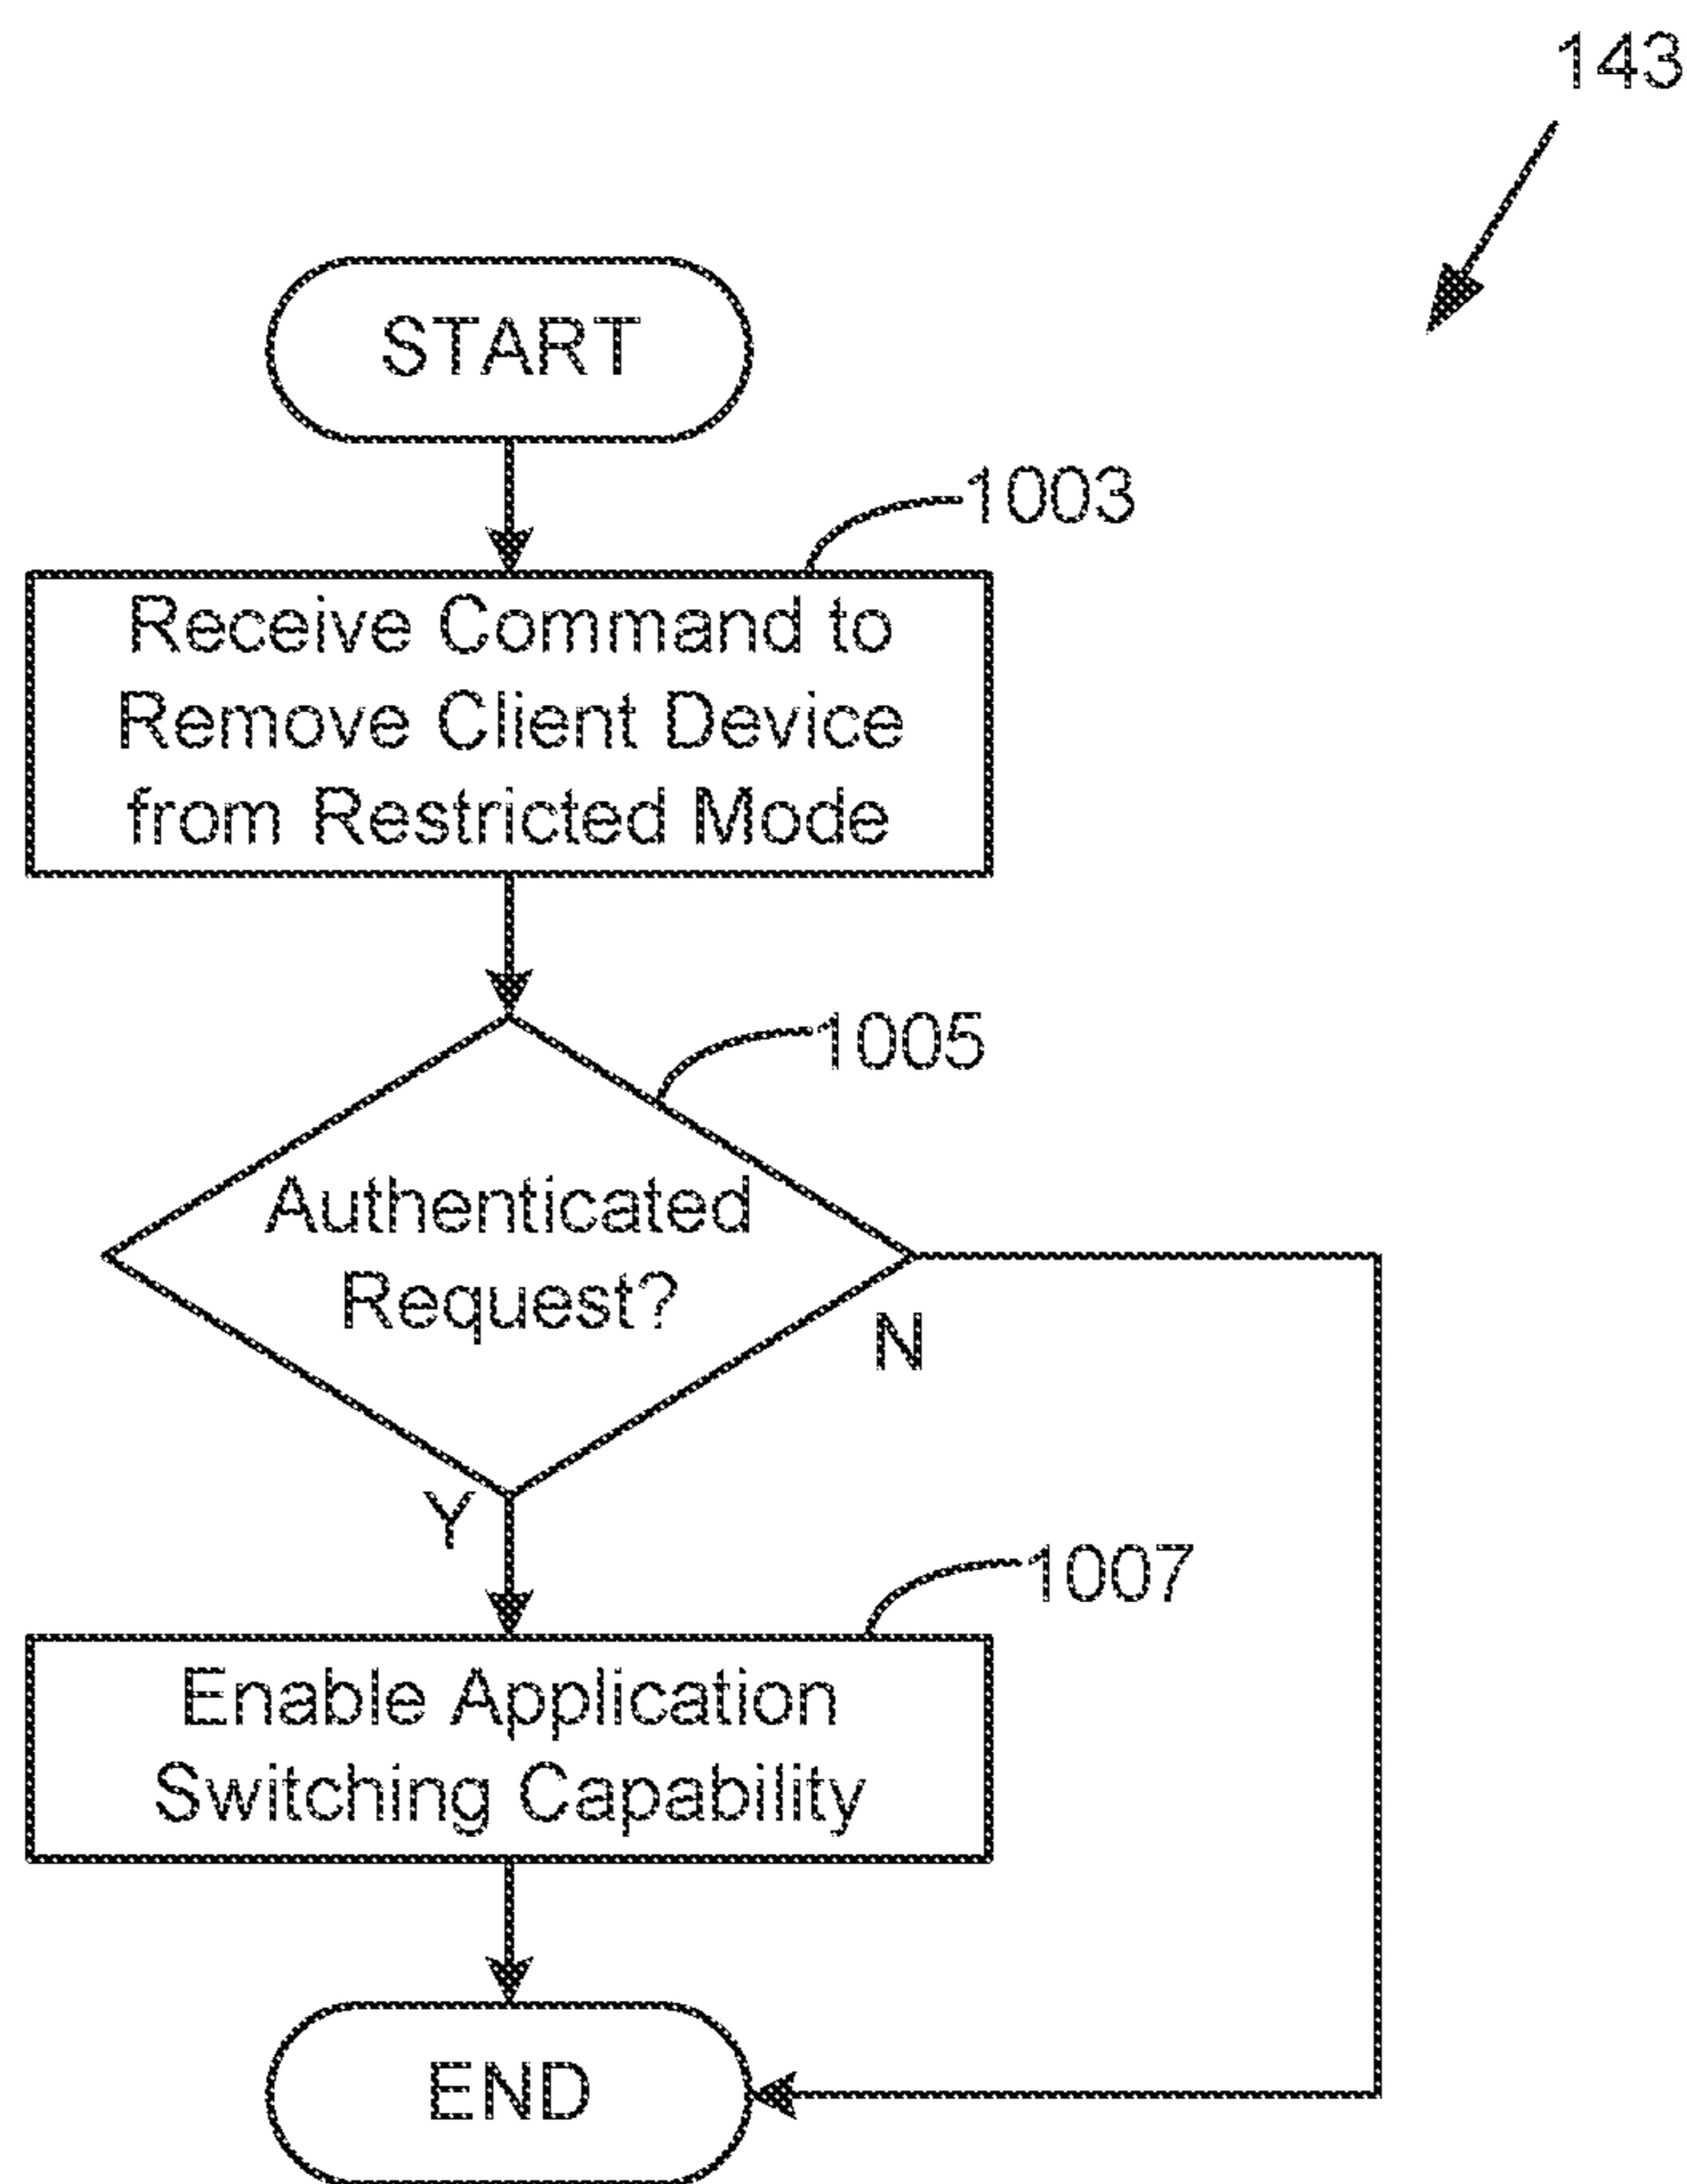 143
START
1003
Receive Command to
Remove Client Device
from Restricted Mode
1005
Authenticated
Request?
N
Y
1007
Enable Application
Switching Capability
END